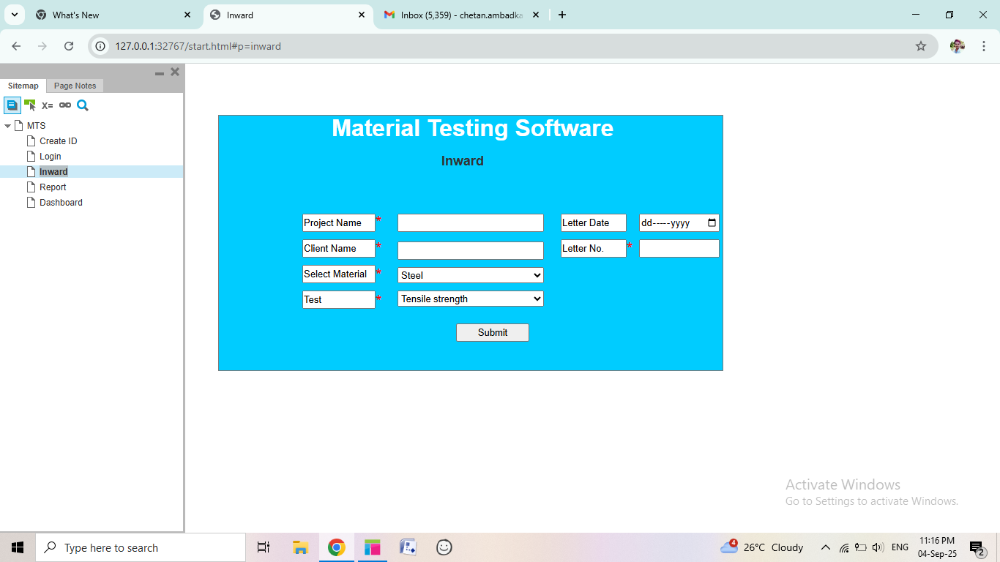 What's New
Inward
Inbox (5,359) - chetan.ambadka
127.0.0.1:32767/start.html#p=inward
Sitemap
Page Notes
X=
MTS
Create ID
Login
Inward
Report
Dashboard
Material Testing Software
Inward
Project Name *
Letter Date
dd-----yyyy
Client Name *
Letter No. *
Select Material *
Steel
Test *
Tensile strength
Submit
Activate Windows
Go to Settings to activate Windows.
Type here to search
4
26°C Cloudy
ENG
11:16 PM
04-Sep-25
2